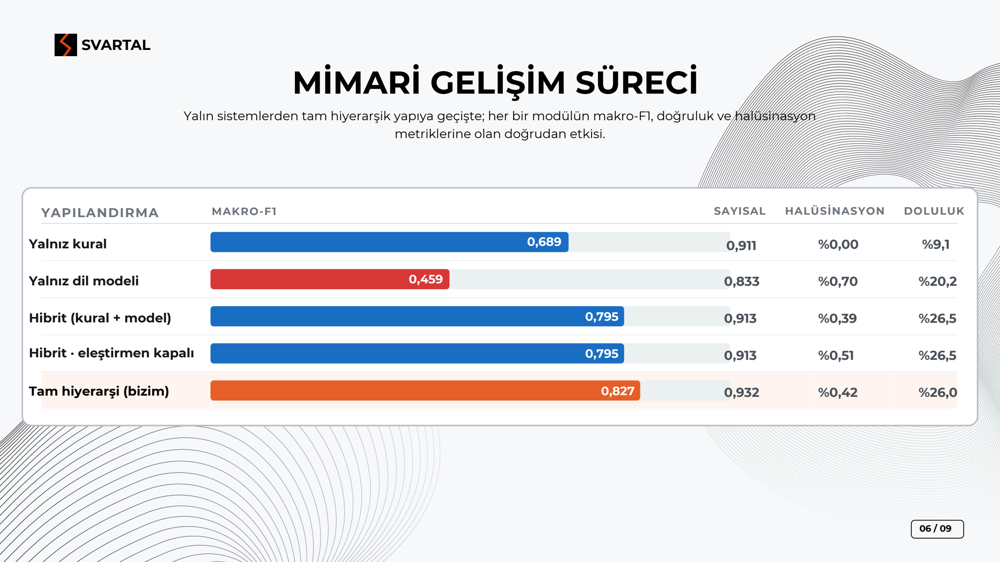 SVARTAL
MİMARİ GELİŞİM SÜRECİ
Yalın sistemlerden tam hiyerarşik yapıya geçişte; her bir modülün makro-F1, doğruluk ve halüsinasyon
metriklerine olan doğrudan etkisi.
YAPILANDIRMA MAKRO-F1 SAYISAL HALÜSİNASYON DOLULUK
Yalnız kural 0,689 0,911 %0,00 %9,1
Yalnız dil modeli 0,459 0,833 %0,70 %20,2
Hibrit (kural + model) 0,795 0,913 %0,39 %26,5
Hibrit · eleştirmen kapalı 0,795 0,913 %0,51 %26,5
Tam hiyerarşi (bizim) 0,827 0,932 %0,42 %26,0
06 / 09